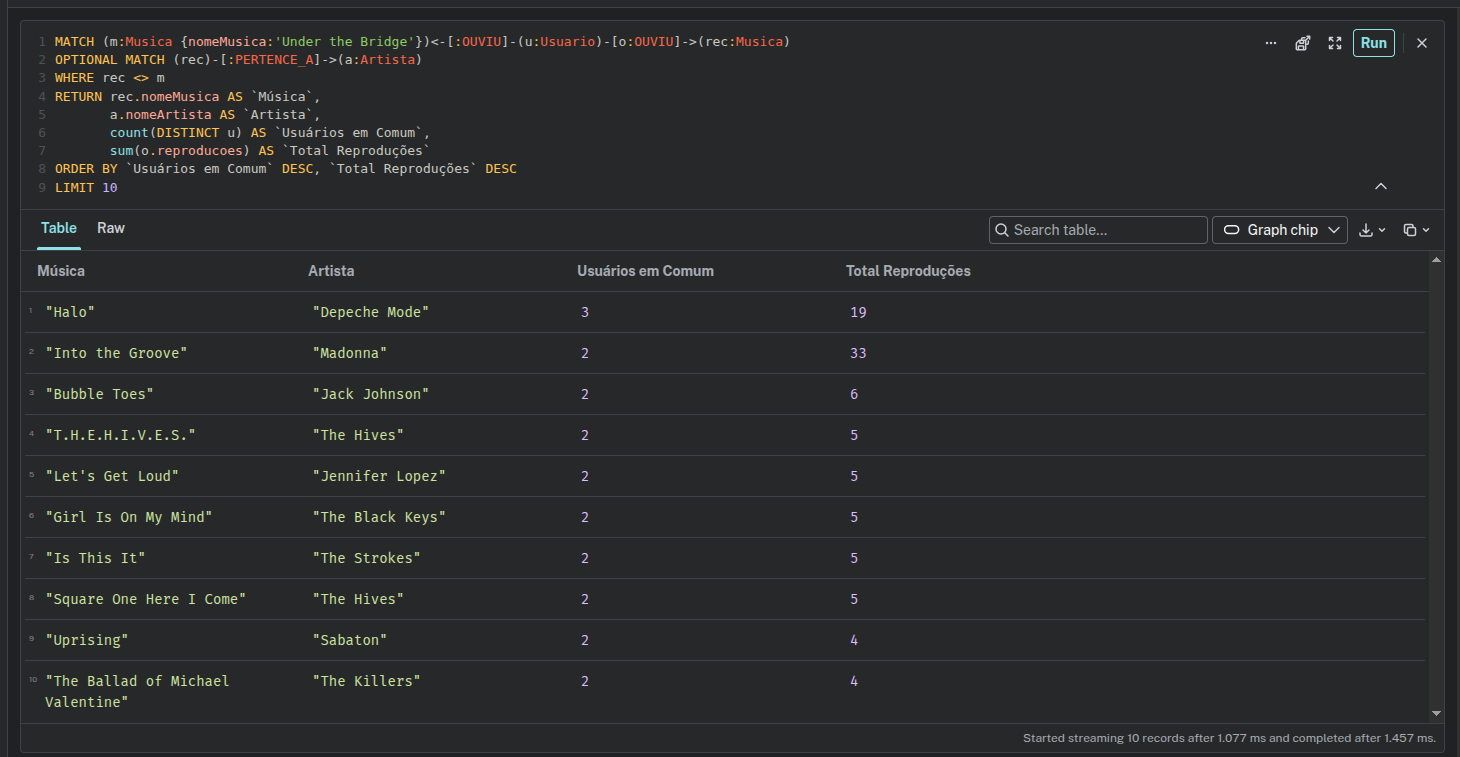 1 MATCH (m:Musica {nomeMusica:'Under the Bridge'})<-[:OUVIU]-(u:Usuario)-[o:OUVIU]->(rec:Musica)
2 OPTIONAL MATCH (rec)-[:PERTENCE_A]->(a:Artista)
3 WHERE rec <> m
4 RETURN rec.nomeMusica AS `Música`,
5 a.nomeArtista AS `Artista`,
6 count(DISTINCT u) AS `Usuários em Comum`,
7 sum(o.reproducoes) AS `Total Reproduções`
8 ORDER BY `Usuários em Comum` DESC, `Total Reproduções` DESC
9 LIMIT 10
Run
Table Raw Search table... Graph chip
Música Artista Usuários em Comum Total Reproduções
1 "Halo" "Depeche Mode" 3 19
2 "Into the Groove" "Madonna" 2 33
3 "Bubble Toes" "Jack Johnson" 2 6
4 "T.H.E.H.I.V.E.S." "The Hives" 2 5
5 "Let's Get Loud" "Jennifer Lopez" 2 5
6 "Girl Is On My Mind" "The Black Keys" 2 5
7 "Is This It" "The Strokes" 2 5
8 "Square One Here I Come" "The Hives" 2 5
9 "Uprising" "Sabaton" 2 4
10 "The Ballad of Michael "The Killers" 2 4
Valentine"
Started streaming 10 records after 1.077 ms and completed after 1.457 ms.